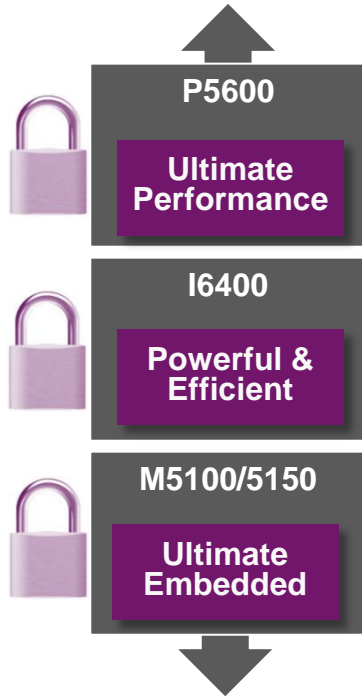 P5600
Ultimate
Performance
I6400
Powerful &
Efficient
M5100/5150
Ultimate
Embedded